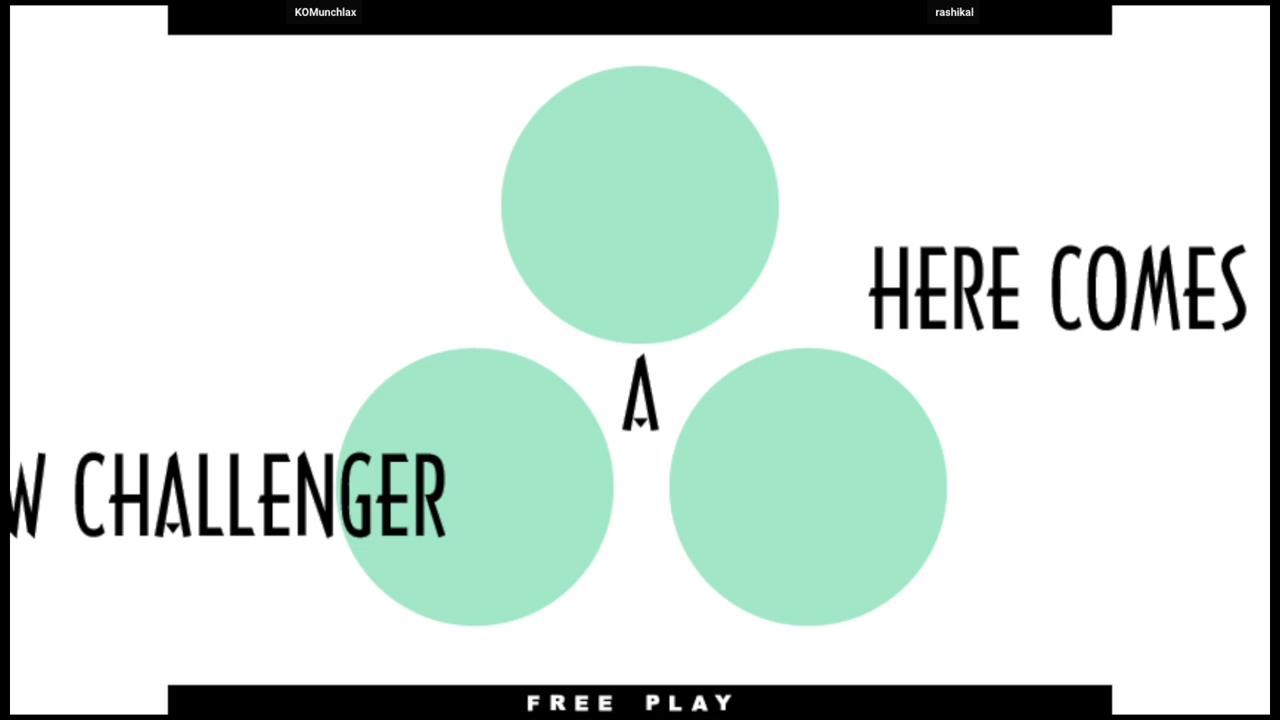 KOMunchlax
rashikal
HERE COMES
A
W CHALLENGER
FREE PLAY